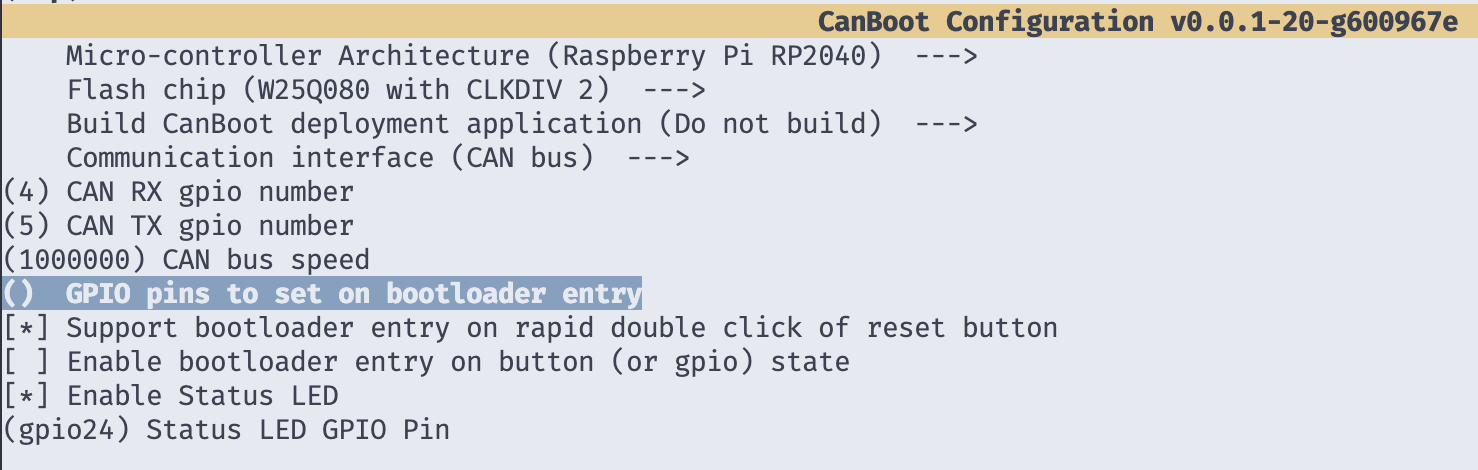 CanBoot Configuration v0.0.1-20-g600967e
Micro-controller Architecture (Raspberry Pi RP2040)  --->
Flash chip (W25Q080 with CLKDIV 2)  --->
Build CanBoot deployment application (Do not build)  --->
Communication interface (CAN bus)  --->
(4) CAN RX gpio number
(5) CAN TX gpio number
(1000000) CAN bus speed
()  GPIO pins to set on bootloader entry
[*] Support bootloader entry on rapid double click of reset button
[ ] Enable bootloader entry on button (or gpio) state
[*] Enable Status LED
(gpio24) Status LED GPIO Pin